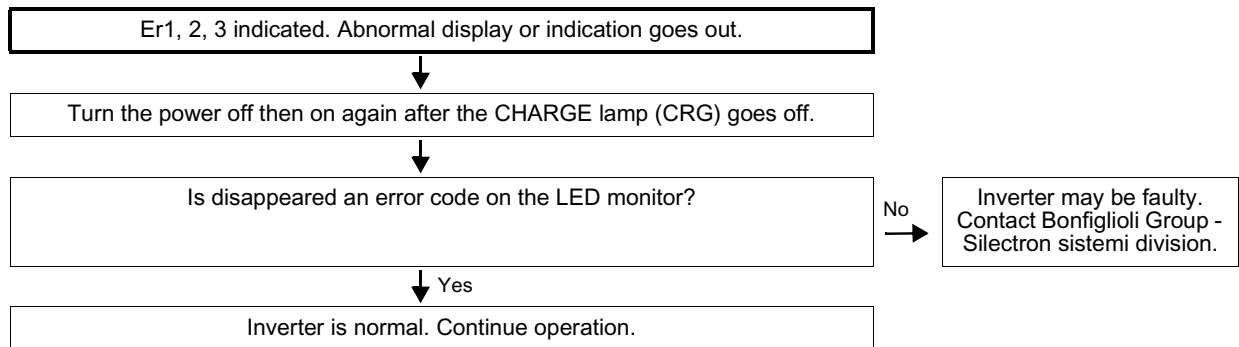 Er1, 2, 3 indicated. Abnormal display or indication goes out.
Turn the power off then on again after the CHARGE lamp (CRG) goes off.
Is disappeared an error code on the LED monitor?
No
Inverter may be faulty.
Contact Bonfiglioli Group -
Silectron sistemi division.
Yes
Inverter is normal. Continue operation.